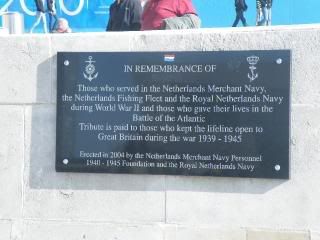 2010
IN REMEMBRANCE OF
Those who served in the Netherlands Merchant Navy,
the Netherlands Fishing Fleet and the Royal Netherlands Navy
during World War II and those who gave their lives in the
Battle of the Atlantic
Tribute is paid to those who kept the lifeline open to
Great Britain during the war 1939 - 1945
Erected in 2004 by the Netherlands Merchant Navy Personnel
1940 - 1945 Foundation and the Royal Netherlands Navy